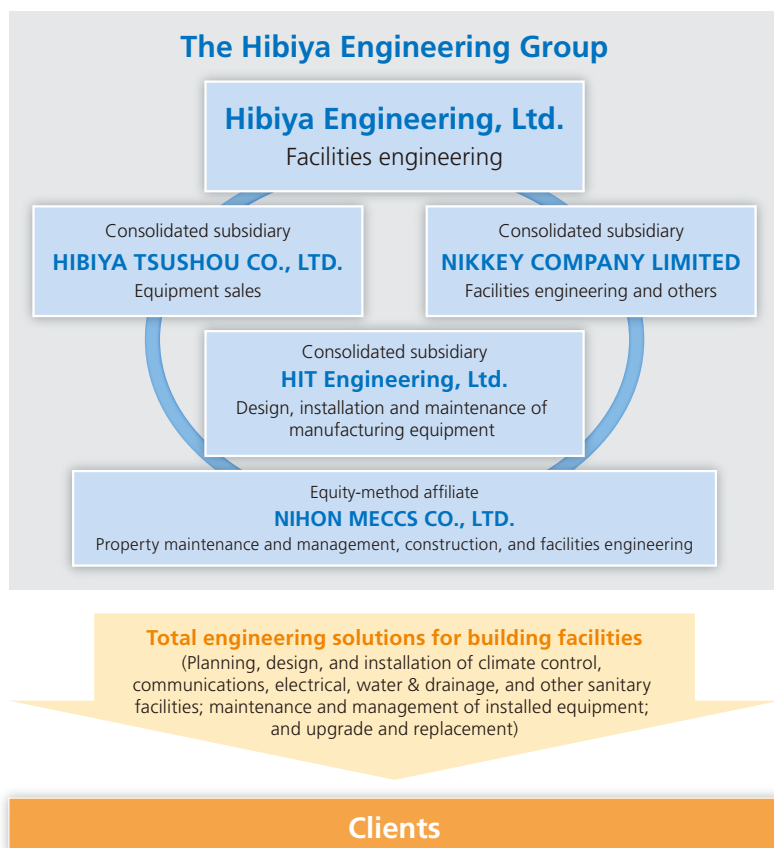 The Hibiya Engineering Group
Hibiya Engineering, Ltd.
Facilities engineering
Consolidated subsidiary
HIBIYA TSUSHOU CO., LTD.
Equipment sales
Consolidated subsidiary
NIKKEY COMPANY LIMITED
Facilities engineering and others
Consolidated subsidiary
HIT Engineering, Ltd.
Design, installation and maintenance of
manufacturing equipment
Equity-method affiliate
NIHON MECCS CO., LTD.
Property maintenance and management, construction, and facilities engineering
Total engineering solutions for building facilities
(Planning, design, and installation of climate control,
communications, electrical, water & drainage, and other sanitary
facilities; maintenance and management of installed equipment;
and upgrade and replacement)
Clients